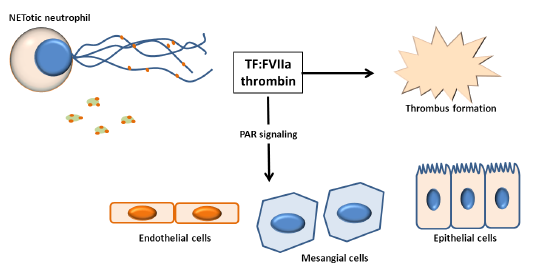 NETotic neutrophil
TF:FVIIa
thrombin
Thrombus formation
PAR signaling
Endothelial cells
Mesangial cells
Epithelial cells